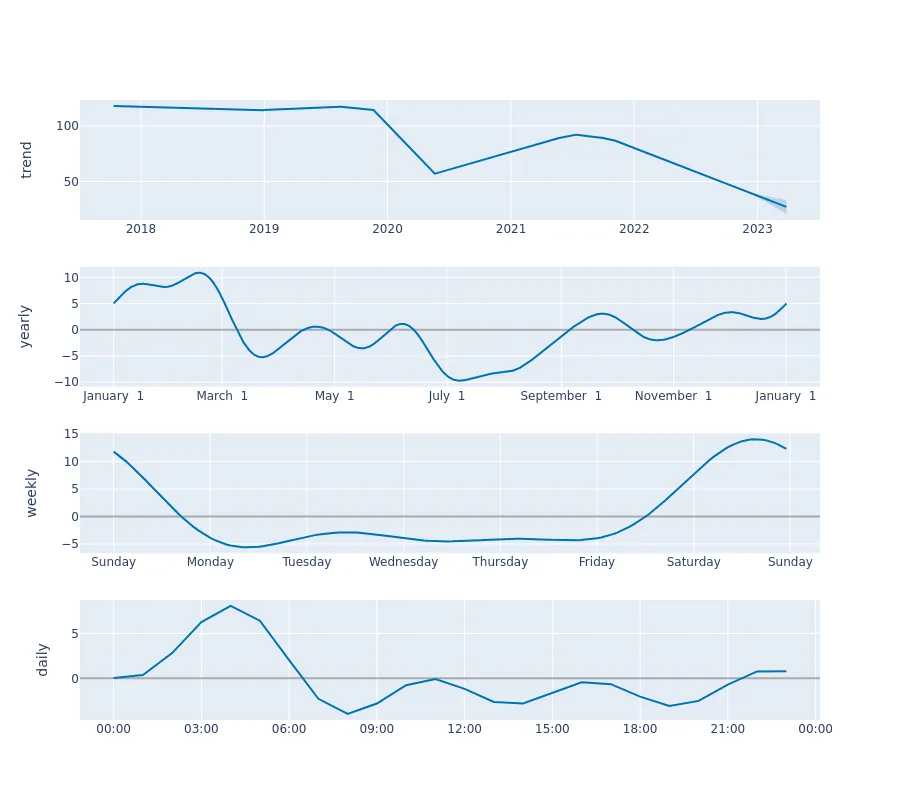 trend
100
50
2018 2019 2020 2021 2022 2023
yearly
10
5
0
−5
−10
January 1 March 1 May 1 July 1 September 1 November 1 January 1
weekly
15
10
5
0
−5
Sunday Monday Tuesday Wednesday Thursday Friday Saturday Sunday
daily
5
0
00:00 03:00 06:00 09:00 12:00 15:00 18:00 21:00 00:00